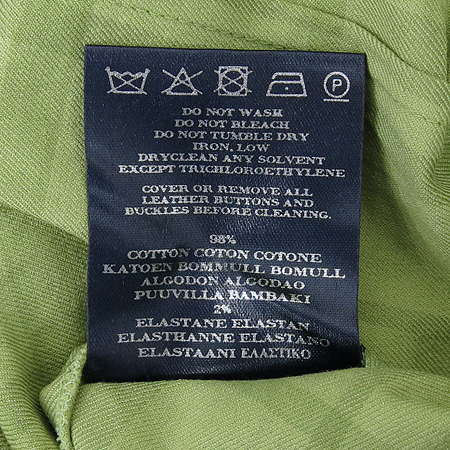 P
DO NOT WASH
DO NOT BLEACH
DO NOT TUMBLE DRY
IRON, LOW
DRYCLEAN ANY SOLVENT
EXCEPT TRICHLOROETHYLENE
COVER OR REMOVE ALL
LEATHER BUTTONS AND
BUCKLES BEFORE CLEANING.
98%
COTTON COTON COTONE
KATOEN BOMMULL BOMULL
ALGODON ALGODAO
PUUVILLA BAMBAKI
2%
ELASTANE ELASTAN
ELASTHANNE ELASTANO
ELASTAANI ΕΛΑΣΤΙΚΟ